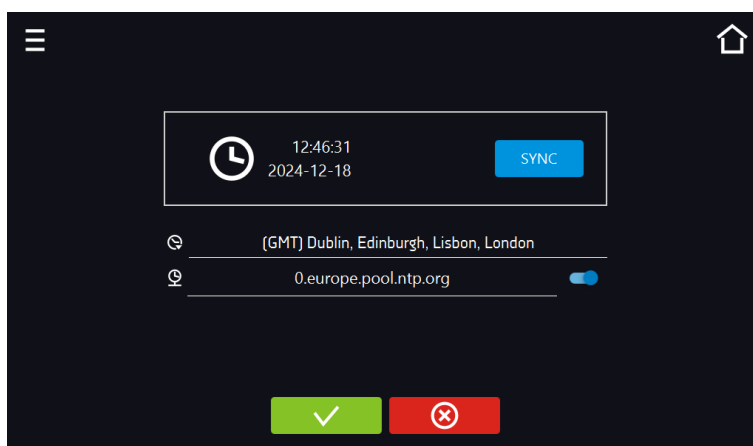 12:46:31
2024-12-18
SYNC
(GMT) Dublin, Edinburgh, Lisbon, London
0.europe.pool.ntp.org